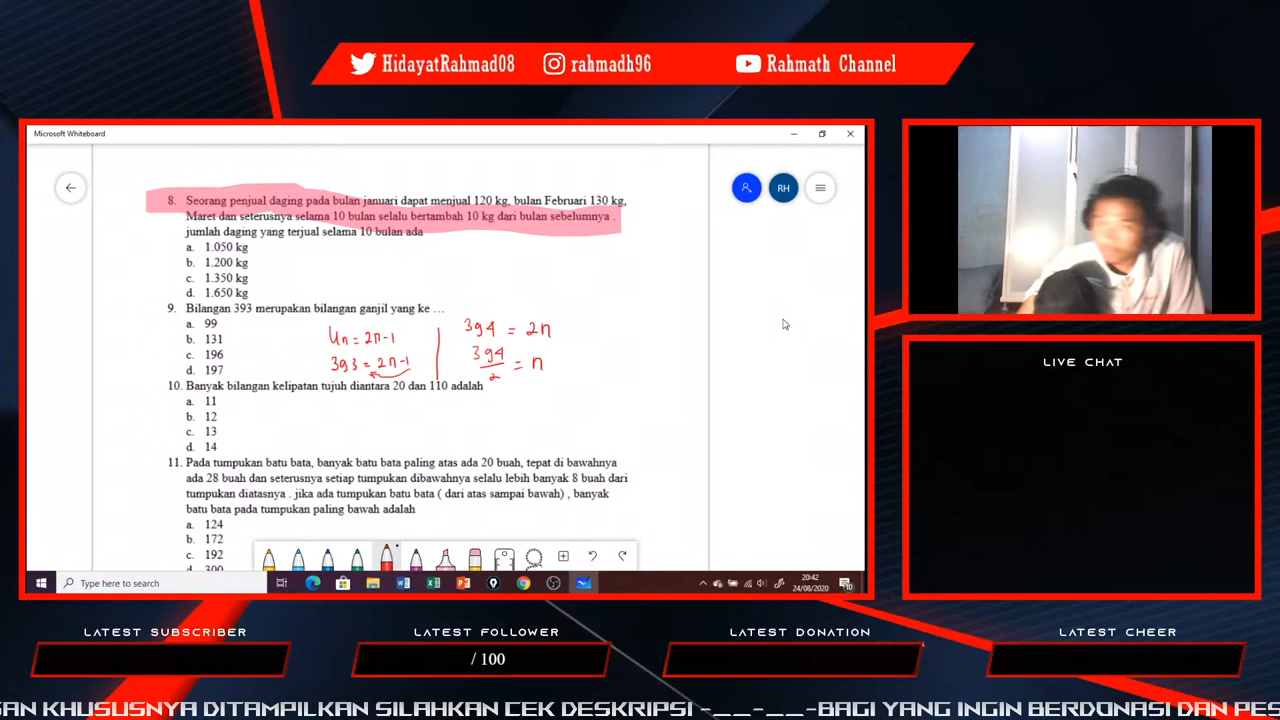 HidayatRahmad08 rahmadh96 Rahmath Channel
Microsoft Whiteboard
RH
8. Seorang penjual daging pada bulan januari dapat menjual 120 kg, bulan Februari 130 kg,
Maret dan seterusnya selama 10 bulan selalu bertambah 10 kg dari bulan sebelumnya .
jumlah daging yang terjual selama 10 bulan ada
a. 1.050 kg
b. 1.200 kg
c. 1.350 kg
d. 1.650 kg
9. Bilangan 393 merupakan bilangan ganjil yang ke …
a. 99
b. 131
c. 196
d. 197
Un = 2n-1
393 = 2n-1
394 = 2n
394/2 = n
10. Banyak bilangan kelipatan tujuh diantara 20 dan 110 adalah
a. 11
b. 12
c. 13
d. 14
11. Pada tumpukan batu bata, banyak batu bata paling atas ada 20 buah, tepat di bawahnya
ada 28 buah dan seterusnya setiap tumpukan dibawahnya selalu lebih banyak 8 buah dari
tumpukan diatasnya . jika ada tumpukan batu bata ( dari atas sampai bawah) , banyak
batu bata pada tumpukan paling bawah adalah
a. 124
b. 172
c. 192
d. 300
Type here to search
20:42
24/08/2020
10
LIVE CHAT
LATEST SUBSCRIBER
LATEST FOLLOWER
LATEST DONATION
LATEST CHEER
/ 100
GAN KHUSUSNYA DITAMPILKAN SILAHKAN CEK DESKRIPSI -__-__-BAGI YANG INGIN BERDONASI DAN PES